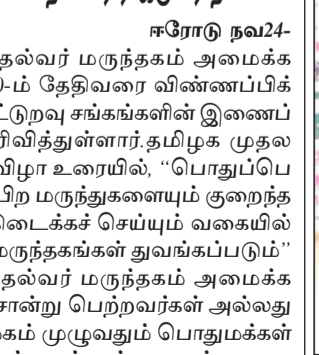 ஈரோடு நவ24-
தல்வர் மருந்தகம் அமைக்க
0-ம் தேதிவரை விண்ணப்பிக்
ட்டுறவு சங்கங்களின் இணைப்
ரிவித்துள்ளார்.தமிழக முதல
விழா உரையில், “பொதுப்பெ
பிற மருந்துகளையும் குறைந்த
கிடைக்கச் செய்யும் வகையில்
மருந்தகங்கள் துவங்கப்படும்”
தல்வர் மருந்தகம் அமைக்க
சான்று பெற்றவர்கள் அல்லது
கம் முழுவதும் பொதுமக்கள்